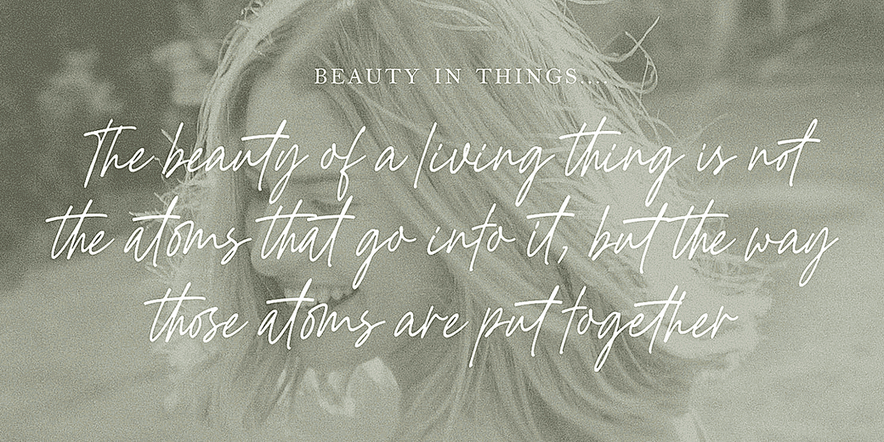 BEAUTY IN THINGS....
The beauty of a living thing is not
the atoms that go into it, but the way
those atoms are put together